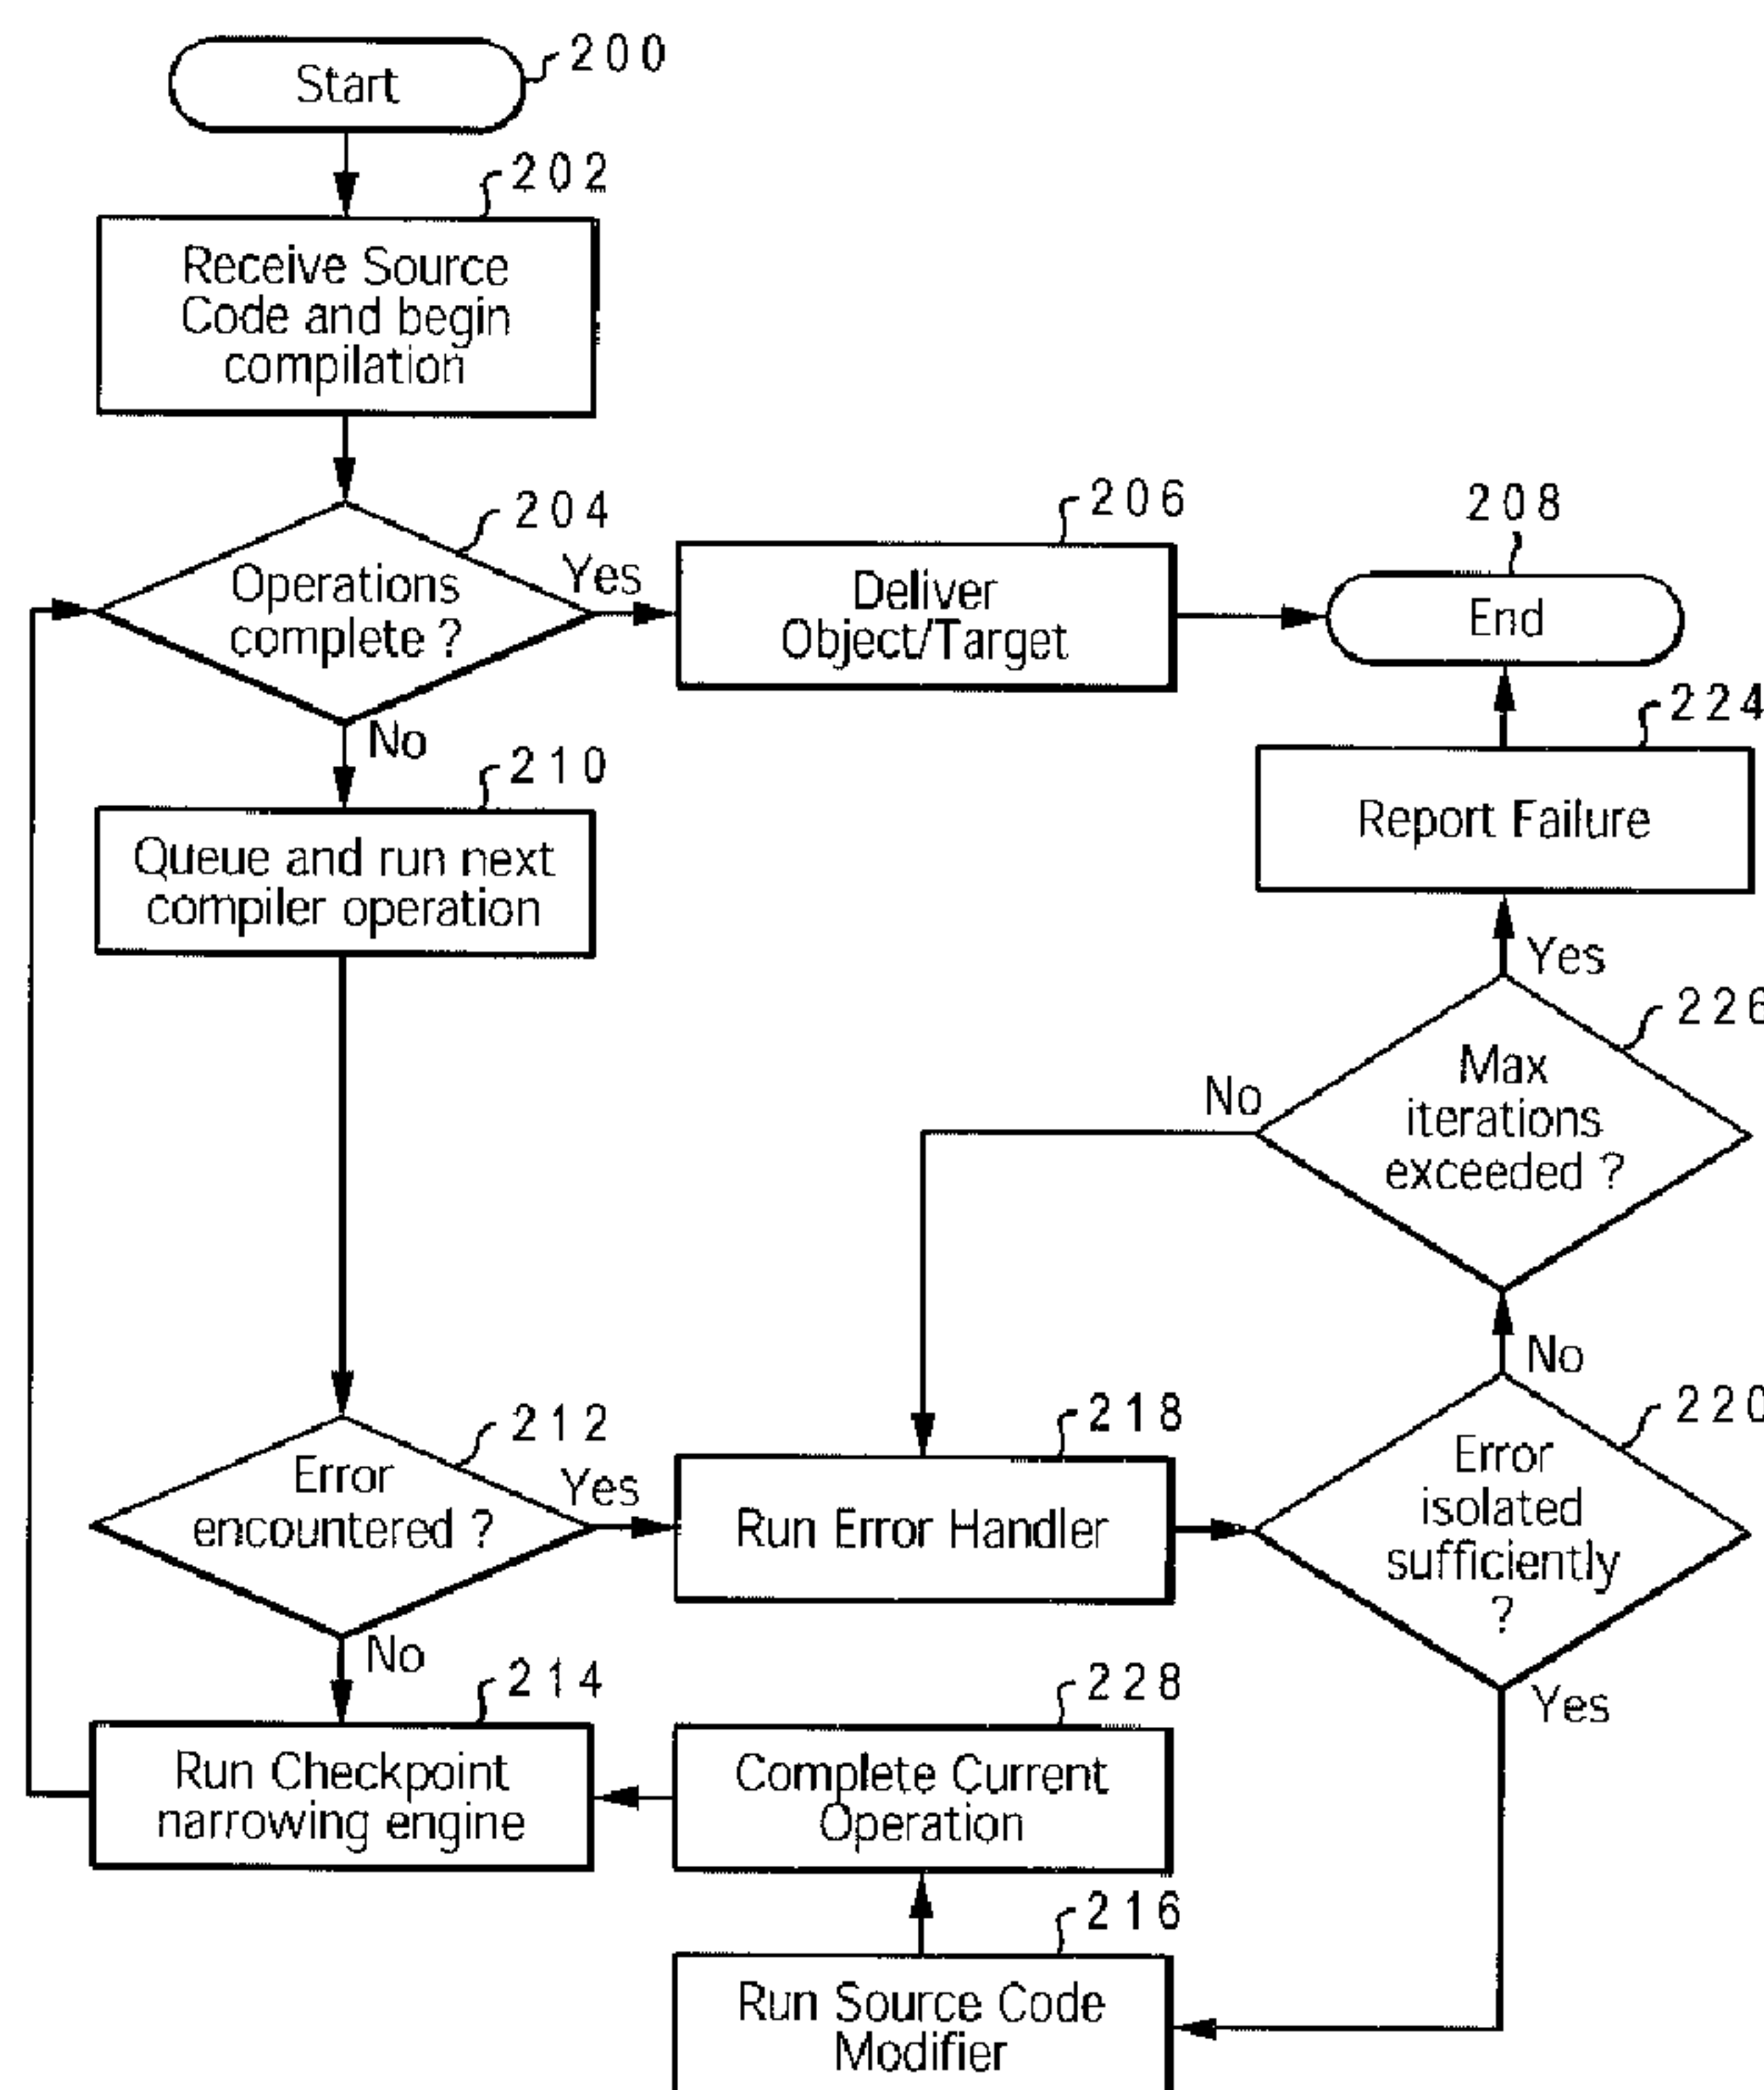 Start
200
202
Receive Source
Code and begin
compilation
204
Operations
complete ?
Yes
No
206
Deliver
Object/Target
208
End
210
Queue and run next
compiler operation
224
Report Failure
Yes
226
Max
iterations
exceeded ?
No
212
Error
encountered ?
Yes
No
218
Run Error Handler
No
220
Error
isolated
sufficiently
?
Yes
214
Run Checkpoint
narrowing engine
228
Complete Current
Operation
216
Run Source Code
Modifier